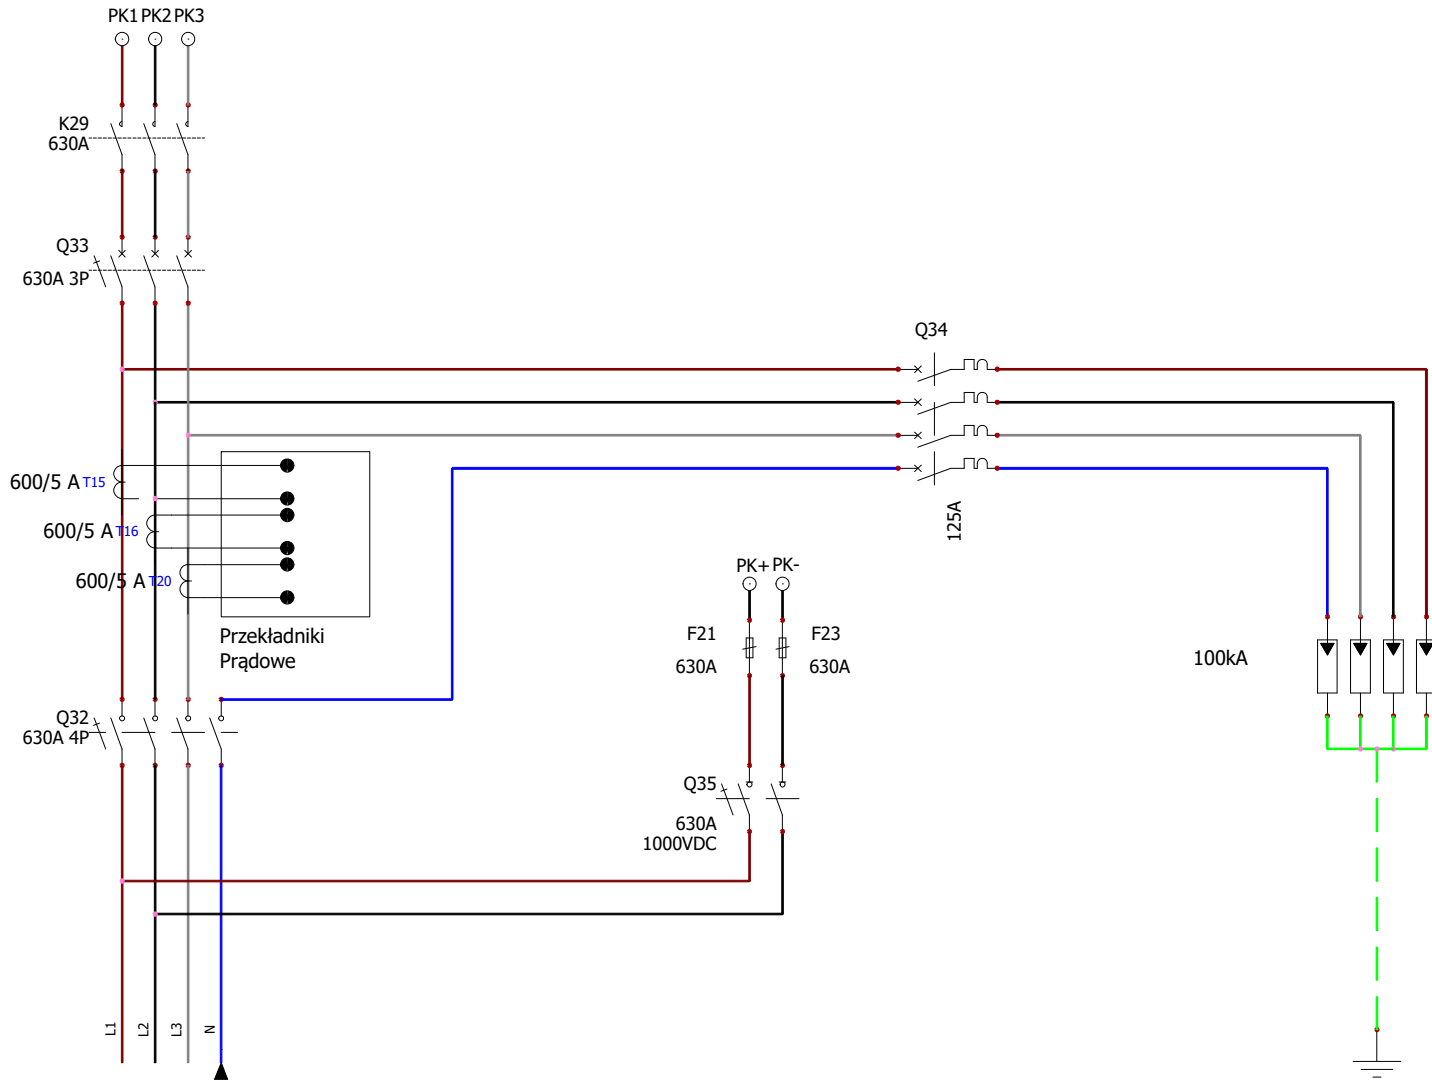 PK1 PK2 PK3
K29
630A
Q33
630A 3P
Q34
600/5 A T15
600/5 A T16
125A
600/5 A T20
PK+ PK-
Przekładniki
Prądowe
F21
F23
630A
630A
100kA
Q32
630A 4P
Q35
630A
1000VDC
L1
L2
L3
N